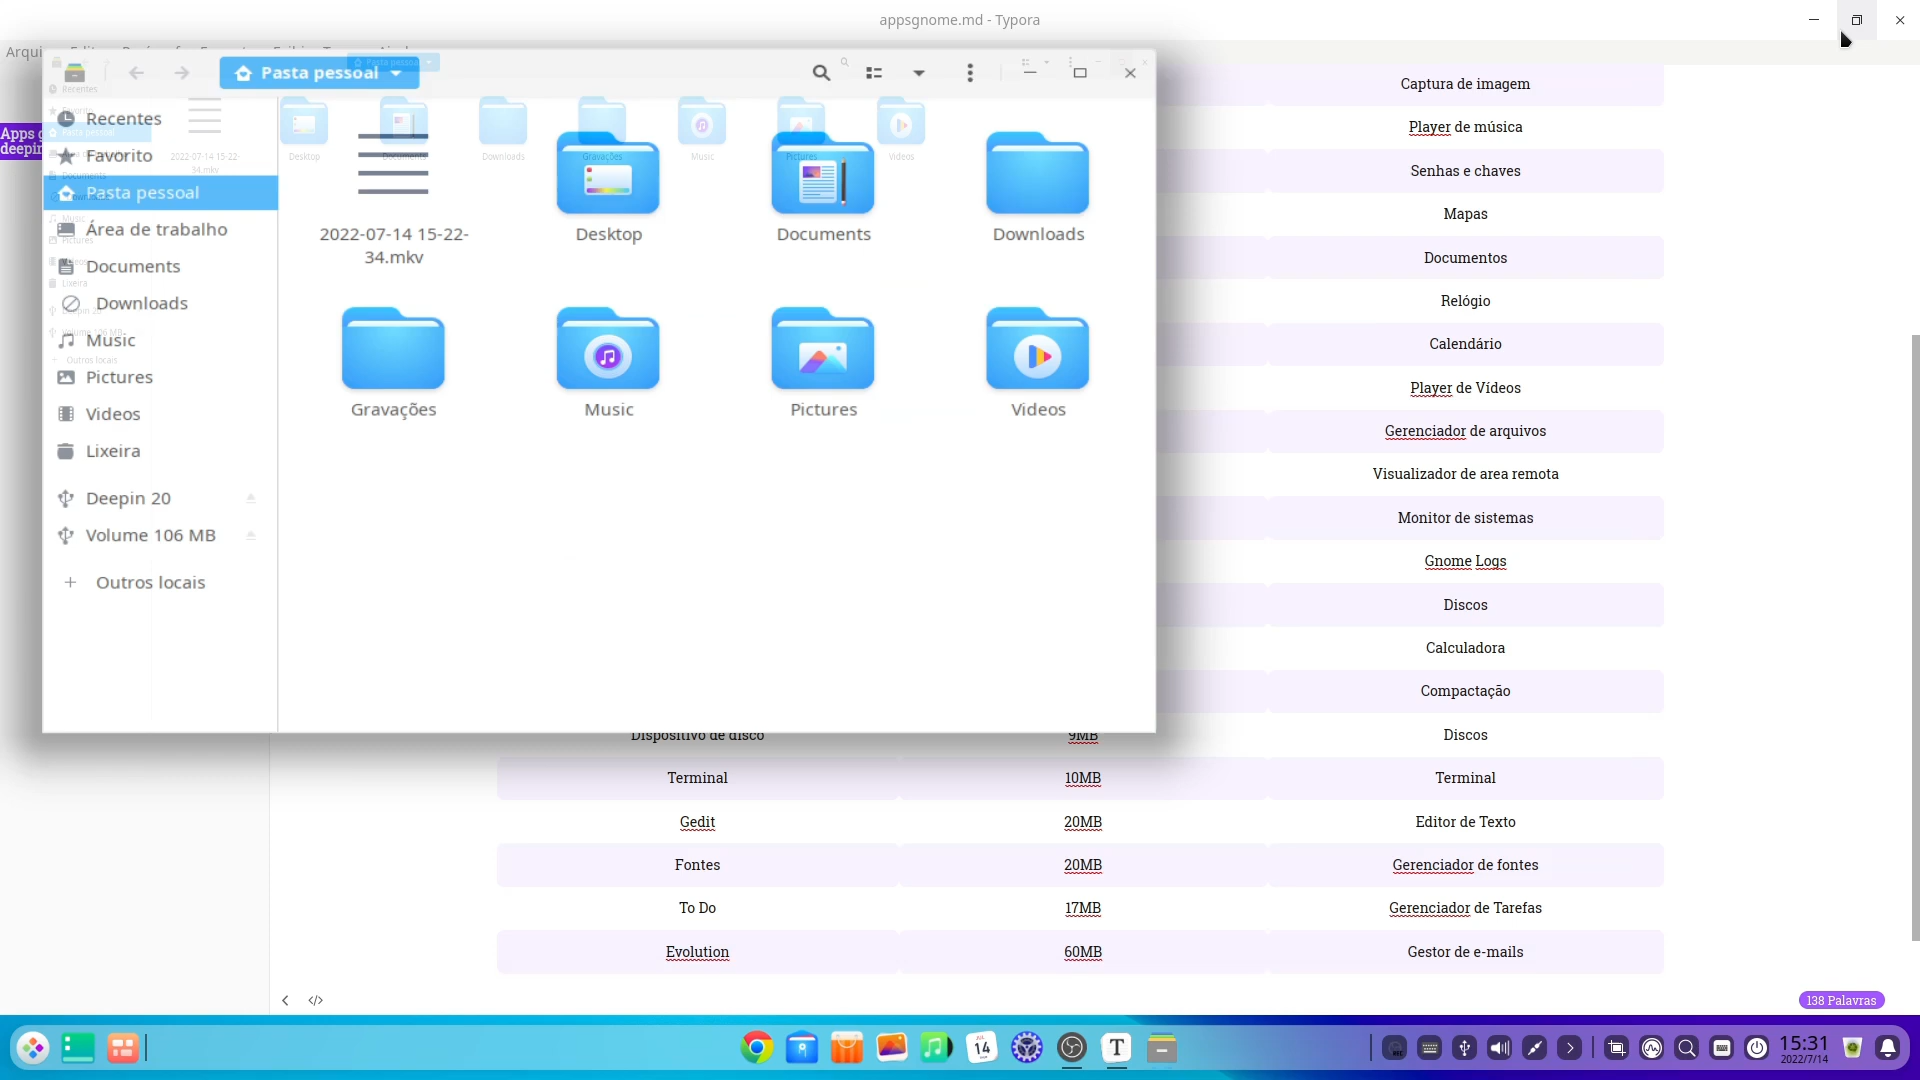 appsgnome.md - Typora
Arqui
Pasta pessoal
Recentes
Favorito
Pasta pessoal
Área de trabalho
Documents
Downloads
Music
Pictures
Videos
Lixeira
Deepin 20
Volume 106 MB
Outros locais
2022-07-14 15-22-
34.mkv
Desktop
Documents
Downloads
Gravações
Music
Pictures
Videos
Apps g
deepin
Captura de imagem
Player de música
Senhas e chaves
Mapas
Documentos
Relógio
Calendário
Player de Vídeos
Gerenciador de arquivos
Visualizador de area remota
Monitor de sistemas
Gnome Logs
Discos
Calculadora
Compactação
Dispositivo de disco 9MB Discos
Terminal 10MB Terminal
Gedit 20MB Editor de Texto
Fontes 20MB Gerenciador de fontes
To Do 17MB Gerenciador de Tarefas
Evolution 60MB Gestor de e-mails
</>
138 Palavras
14
T
15:31
2022/7/14